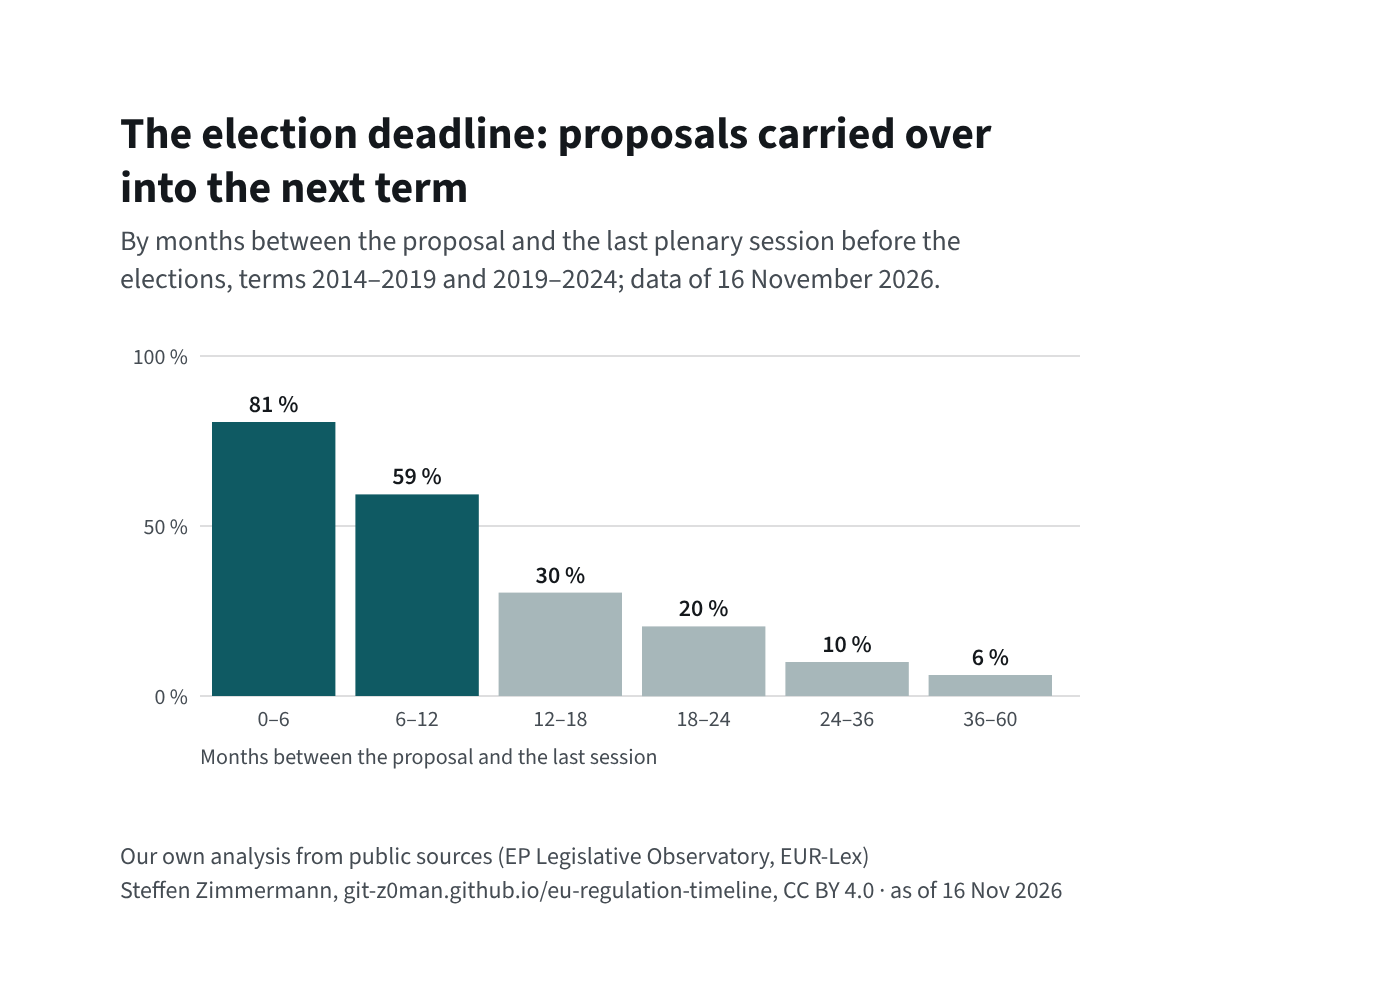 The election deadline: proposals carried over
into the next term
By months between the proposal and the last plenary session before the
elections, terms 2014–2019 and 2019–2024; data of 16 November 2026.
100 %
81 %
59 %
50 %
30 %
20 %
10 %
6 %
0 %
0–6
6–12
12–18
18–24
24–36
36–60
Months between the proposal and the last session
Our own analysis from public sources (EP Legislative Observatory, EUR-Lex)
Steffen Zimmermann, git-z0man.github.io/eu-regulation-timeline, CC BY 4.0 · as of 16 Nov 2026